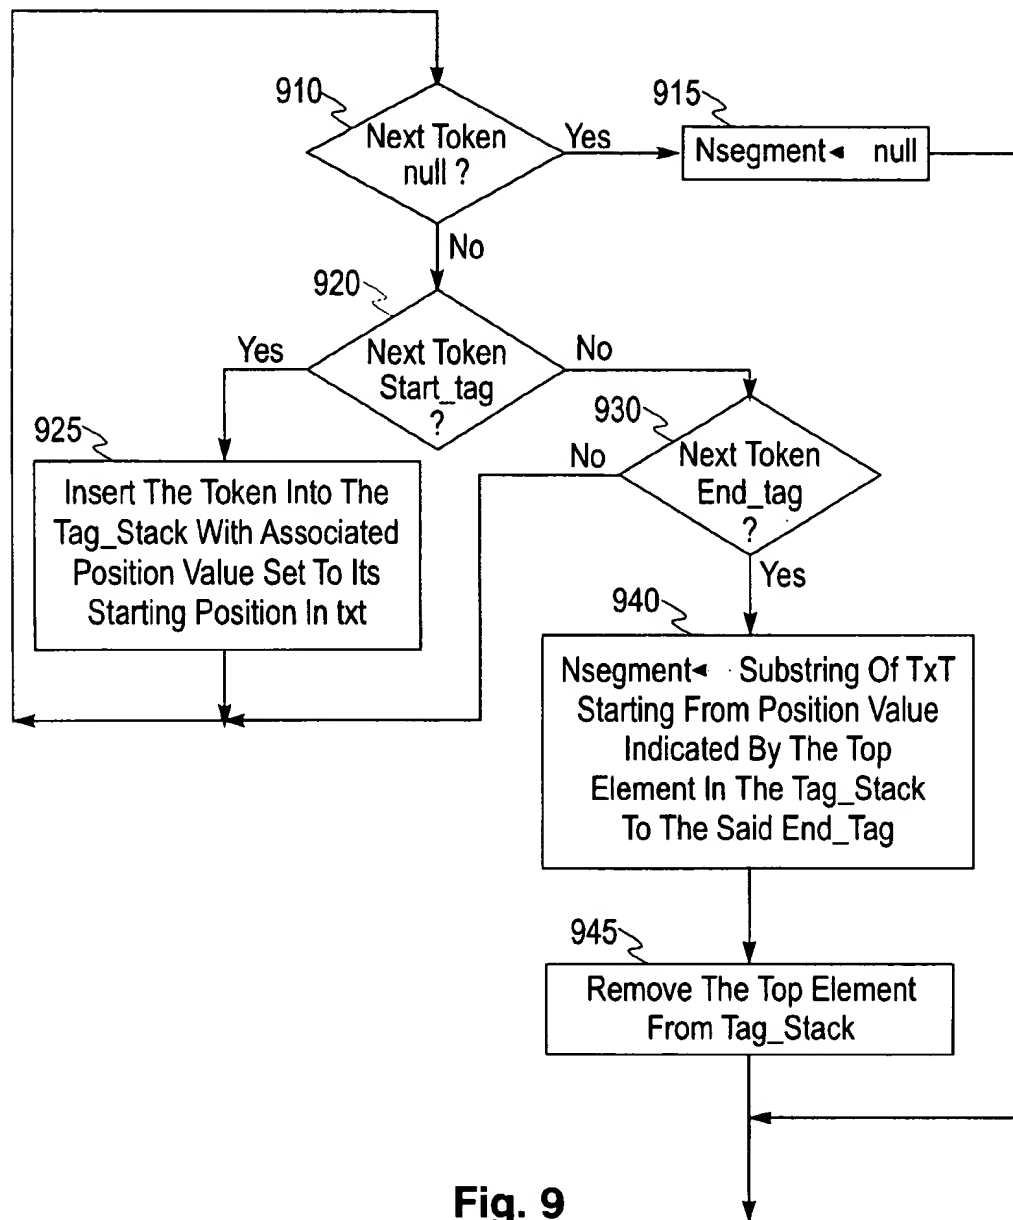 910
Next Token
null ?
Yes
915
Nsegment◄ null
No
920
Yes
Next Token
Start_tag
?
No
925
Insert The Token Into The
Tag_Stack With Associated
Position Value Set To Its
Starting Position In txt
930
No
Next Token
End_tag
?
Yes
940
Nsegment◄ Substring Of TxT
Starting From Position Value
Indicated By The Top
Element In The Tag_Stack
To The Said End_Tag
945
Remove The Top Element
From Tag_Stack
Fig. 9